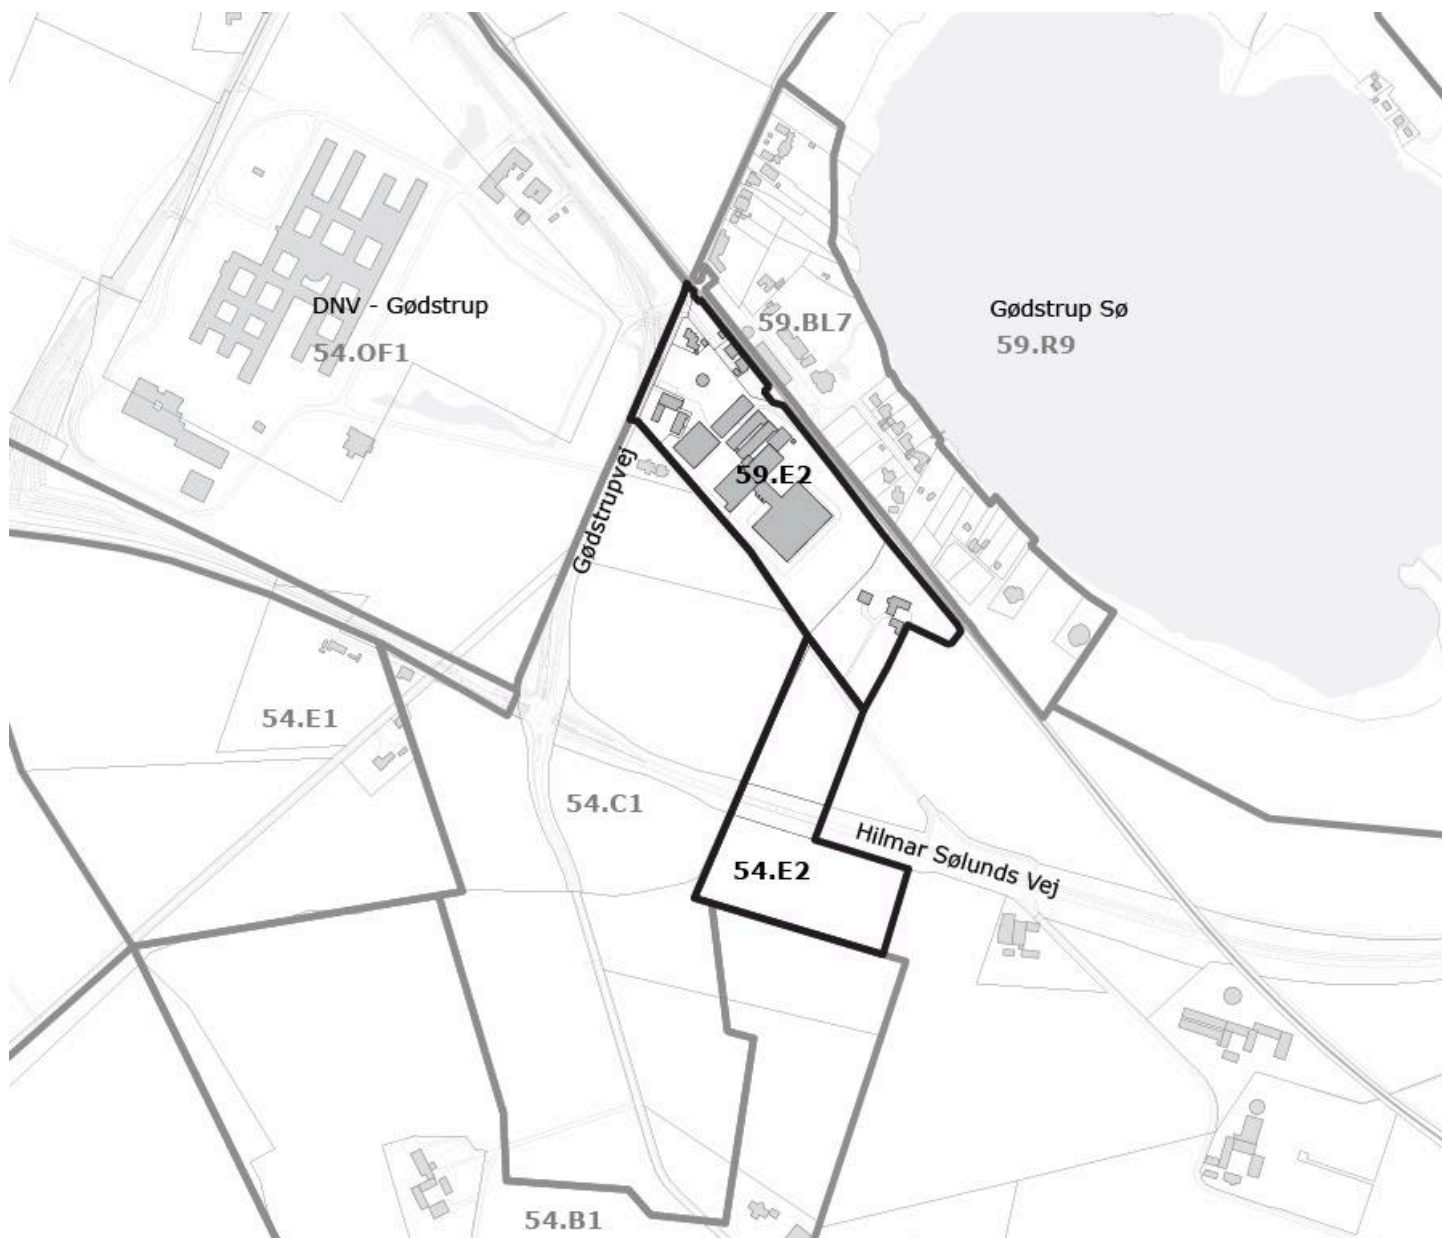 DNV - Gødstrup
54.OF1
59.BL7
Gødstrup Sø
59.R9
59.E2
Gødstrupvej
54.E1
54.C1
Hilmar Sølunds Vej
54.E2
54.B1